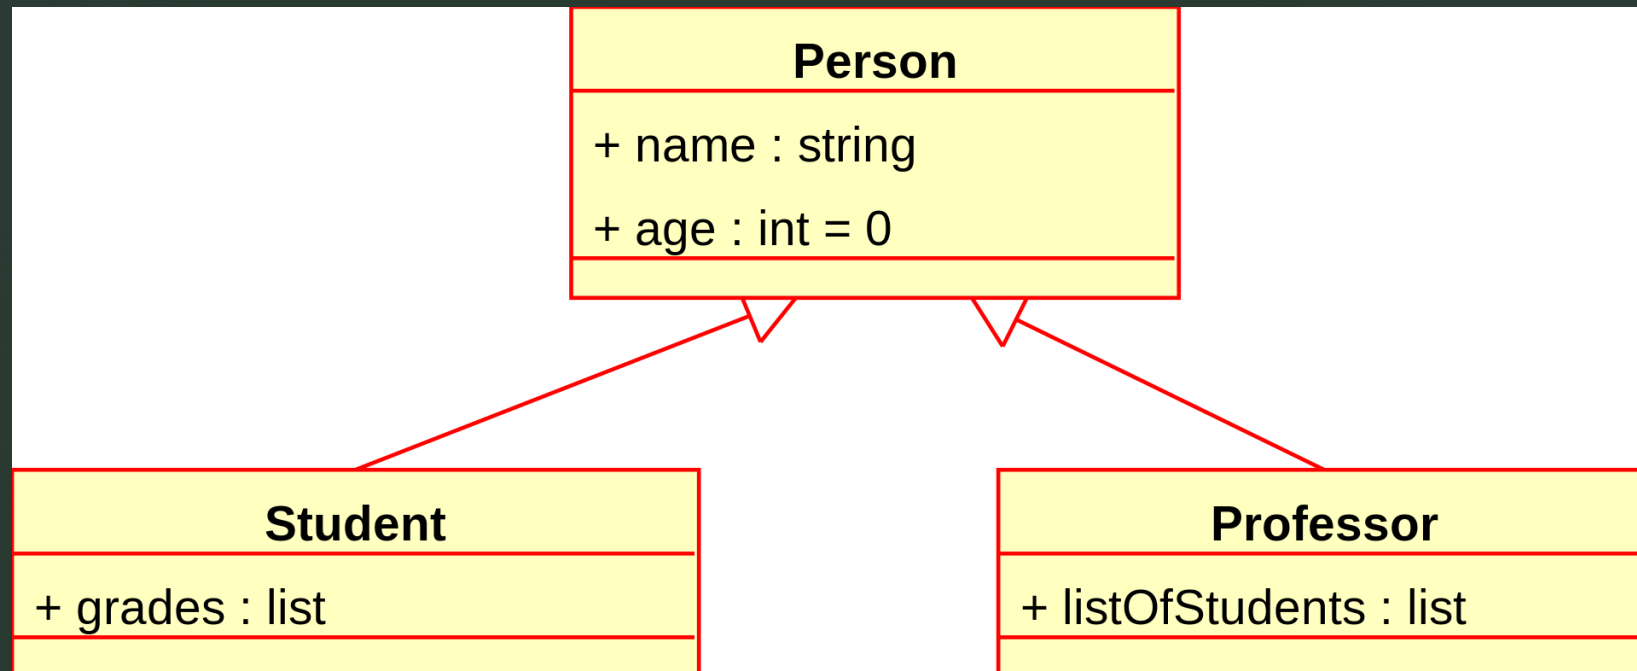 Person
+ name : string
+ age : int = 0
Student
+ grades : list
Professor
+ listOfStudents : list